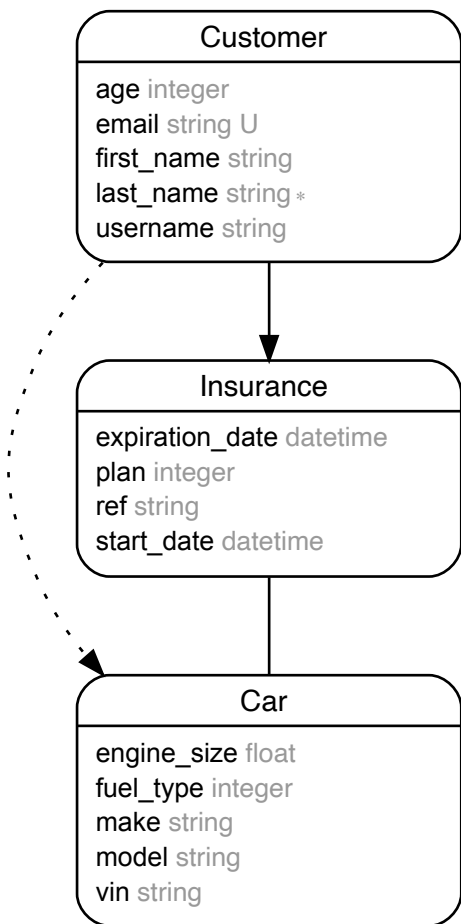 Customer
age integer
email string U
first_name string
last_name string *
username string
Insurance
expiration_date datetime
plan integer
ref string
start_date datetime
Car
engine_size float
fuel_type integer
make string
model string
vin string